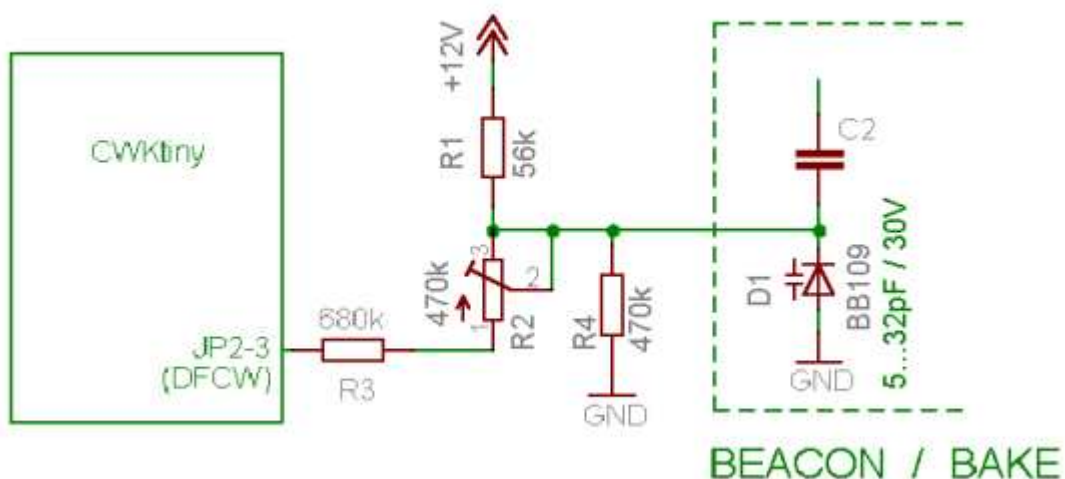 +12V
CWKtiny
R1
56k
C2
3
2
1
470k
R2
R4
470k
D1
BB109
5...32pF / 30V
680k
R3
JP2-3
(DFCW)
GND
GND
BEACON / BAKE